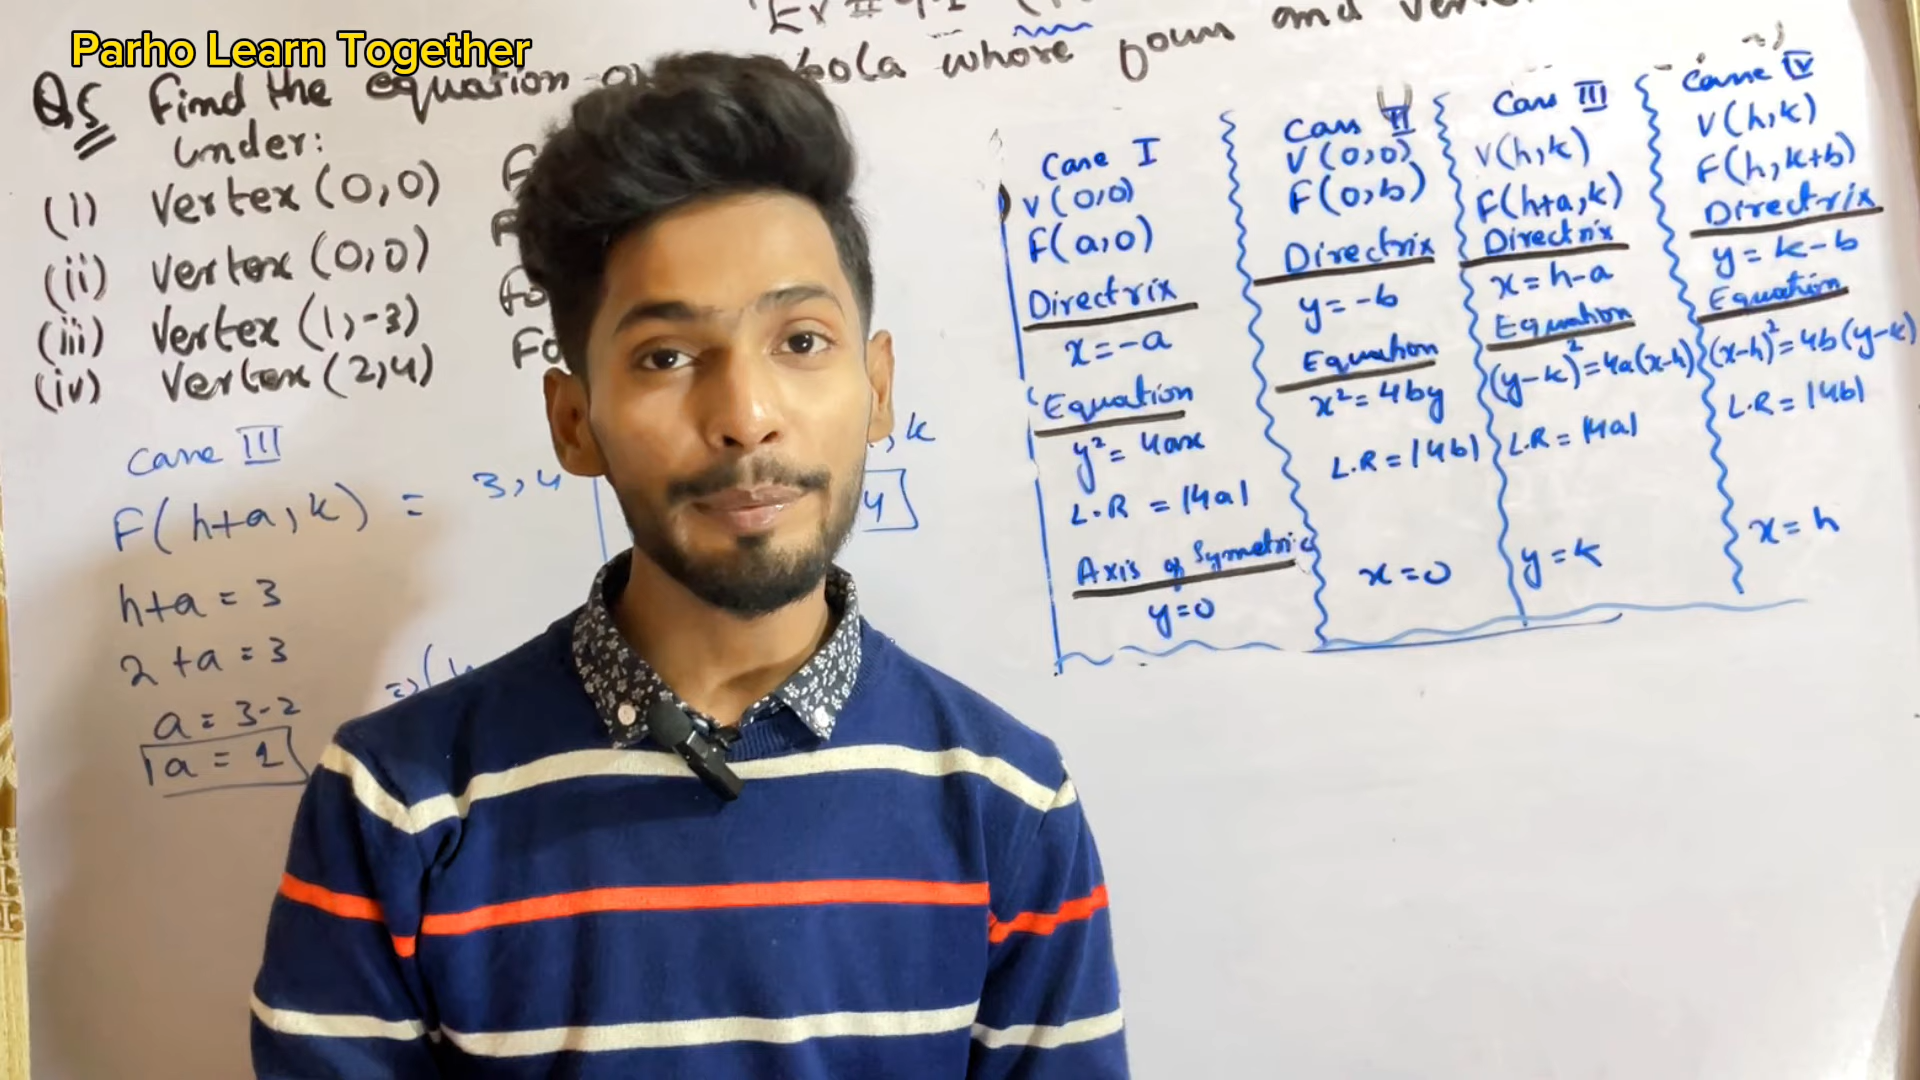 Parho Learn Together
Q5 Find the equation whose and
under:
(i) Vertex (0,0)
(ii) Vertex (0,0)
(iii) Vertex (1,-3)
(iv) Vertex (2,4)
Case III
F(h+a,k) = 3,4
h+a = 3
2+a = 3
a = 3-2
a = 1
k
4
Case I
V(0,0)
F(a,0)
Directrix
x=-a
Equation
y²=4ax
L.R = |4a|
Axis of Symmetric
y=0
Case II
V(0,0)
F(0,b)
Directrix
y=-b
Equation
x²=4by
L.R=|4b|
x=0
Case III
V(h,k)
F(h+a,k)
Directrix
x=h-a
Equation
(y-k)²=4a(x-h)
L.R=|4a|
y=k
Case IV
V(h,k)
F(h,k+b)
Directrix
y=k-b
Equation
(x-h)²=4b(y-k)
L.R=|4b|
x=h